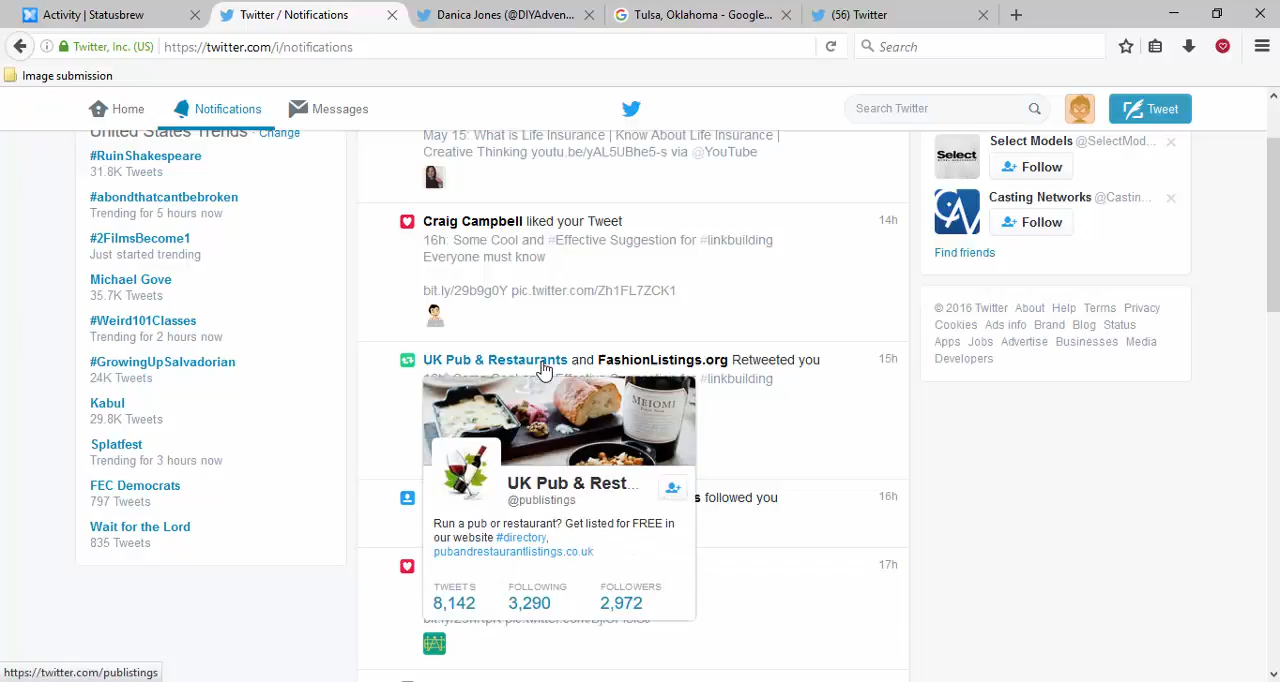 Activity | Statusbrew
Twitter / Notifications
Danica Jones (@DIYAdven...
Tulsa, Oklahoma - Google...
(56) Twitter
Twitter, Inc. (US)
https://twitter.com/i/notifications
Search
Image submission
Home
Notifications
Messages
Search Twitter
Tweet
United States Trends · Change
#RuinShakespeare
31.8K Tweets
#abondthatcantbebroken
Trending for 5 hours now
#2FilmsBecome1
Just started trending
Michael Gove
35.7K Tweets
#Weird101Classes
Trending for 2 hours now
#GrowingUpSalvadorian
24K Tweets
Kabul
29.8K Tweets
Splatfest
Trending for 3 hours now
FEC Democrats
797 Tweets
Wait for the Lord
835 Tweets
May 15: What is Life Insurance | Know About Life Insurance |
Creative Thinking youtu.be/yAL5UBhe5-s via @YouTube
Craig Campbell liked your Tweet
14h
16h: Some Cool and #Effective Suggestion for #linkbuilding
Everyone must know
bit.ly/29b9g0Y pic.twitter.com/Zh1FL7ZCK1
UK Pub & Restaurants and FashionListings.org Retweeted you
15h
16h: Some Cool and #Effective Suggestion for #linkbuilding
MEIOMI
UK Pub & Rest...
@publistings
Run a pub or restaurant? Get listed for FREE in
our website #directory,
pubandrestaurantlistings.co.uk
TWEETS
FOLLOWING
FOLLOWERS
8,142
3,290
2,972
s followed you
16h
17h
Select
Select Models @SelectMod...
Follow
Casting Networks @Castin...
Follow
Find friends
© 2016 Twitter About Help Terms Privacy
Cookies Ads info Brand Blog Status
Apps Jobs Advertise Businesses Media
Developers
https://twitter.com/publistings